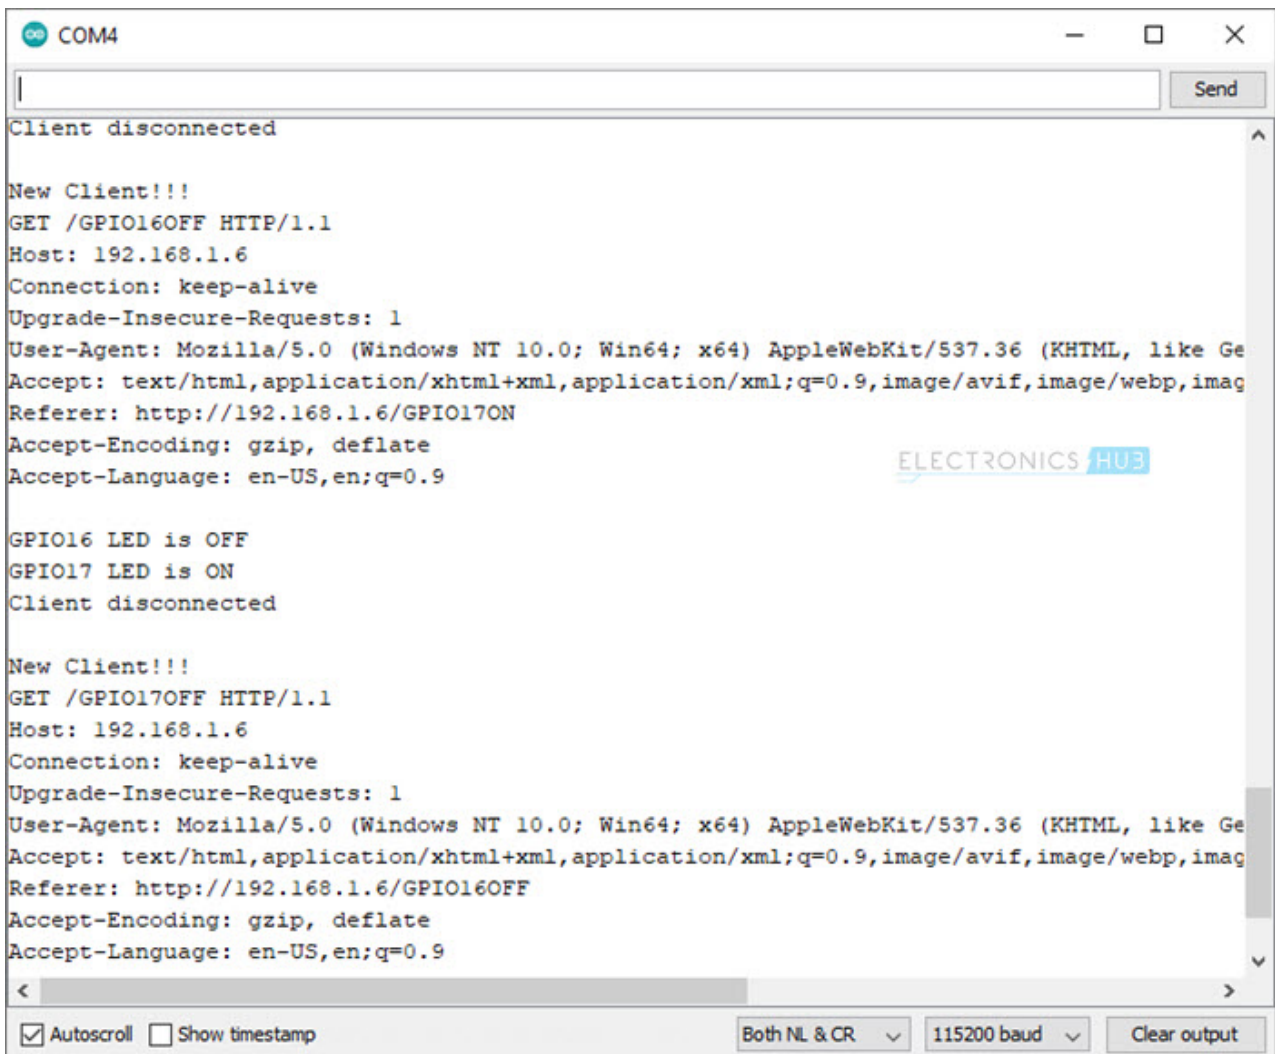 COM4
Send
Client disconnected
New Client!!!
GET /GPIO16OFF HTTP/1.1
Host: 192.168.1.6
Connection: keep-alive
Upgrade-Insecure-Requests: 1
User-Agent: Mozilla/5.0 (Windows NT 10.0; Win64; x64) AppleWebKit/537.36 (KHTML, like Ge
Accept: text/html,application/xhtml+xml,application/xml;q=0.9,image/avif,image/webp,imag
Referer: http://192.168.1.6/GPIO17ON
Accept-Encoding: gzip, deflate
ELECTRONICS HUB
Accept-Language: en-US,en;q=0.9
GPIO16 LED is OFF
GPIO17 LED is ON
Client disconnected
New Client!!!
GET /GPIO17OFF HTTP/1.1
Host: 192.168.1.6
Connection: keep-alive
Upgrade-Insecure-Requests: 1
User-Agent: Mozilla/5.0 (Windows NT 10.0; Win64; x64) AppleWebKit/537.36 (KHTML, like Ge
Accept: text/html,application/xhtml+xml,application/xml;q=0.9,image/avif,image/webp,imag
Referer: http://192.168.1.6/GPIO16OFF
Accept-Encoding: gzip, deflate
Accept-Language: en-US,en;q=0.9
Autoscroll Show timestamp Both NL & CR 115200 baud Clear output